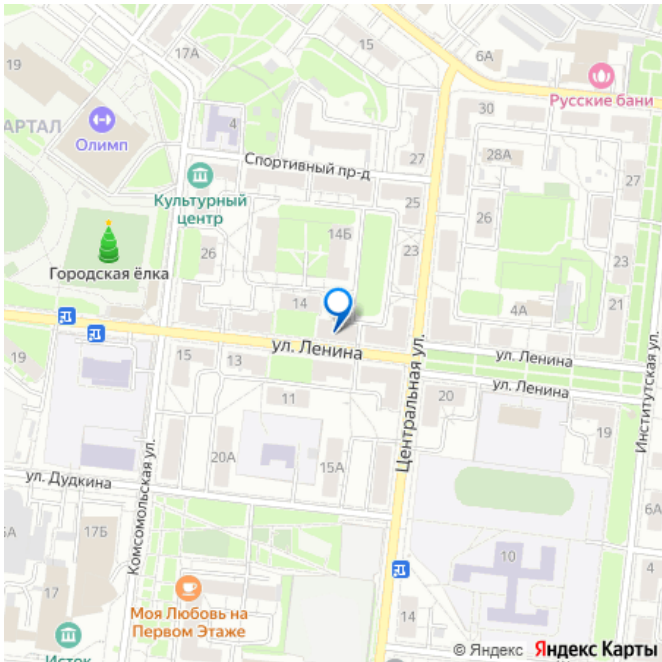 19
17А
15
6А
Русские бани
30
АРТАЛ
Олимп
4
28А
27
Спортивный пр-д
27
Культурный
центр
25
26
14Б
23
26
23
Городская ёлка
14
4А
21
ул. Ленина
ул. Ленина
ул. Ленина
19
15
13
11
20
19
Центральная ул.
Институтская ул.
20А
15А
ул. Дудкина
Комсомольская ул.
17Б
6А
10
4
17
14
Моя Любовь на
Первом Этаже
Исток
© Яндекс Яндекс Карты